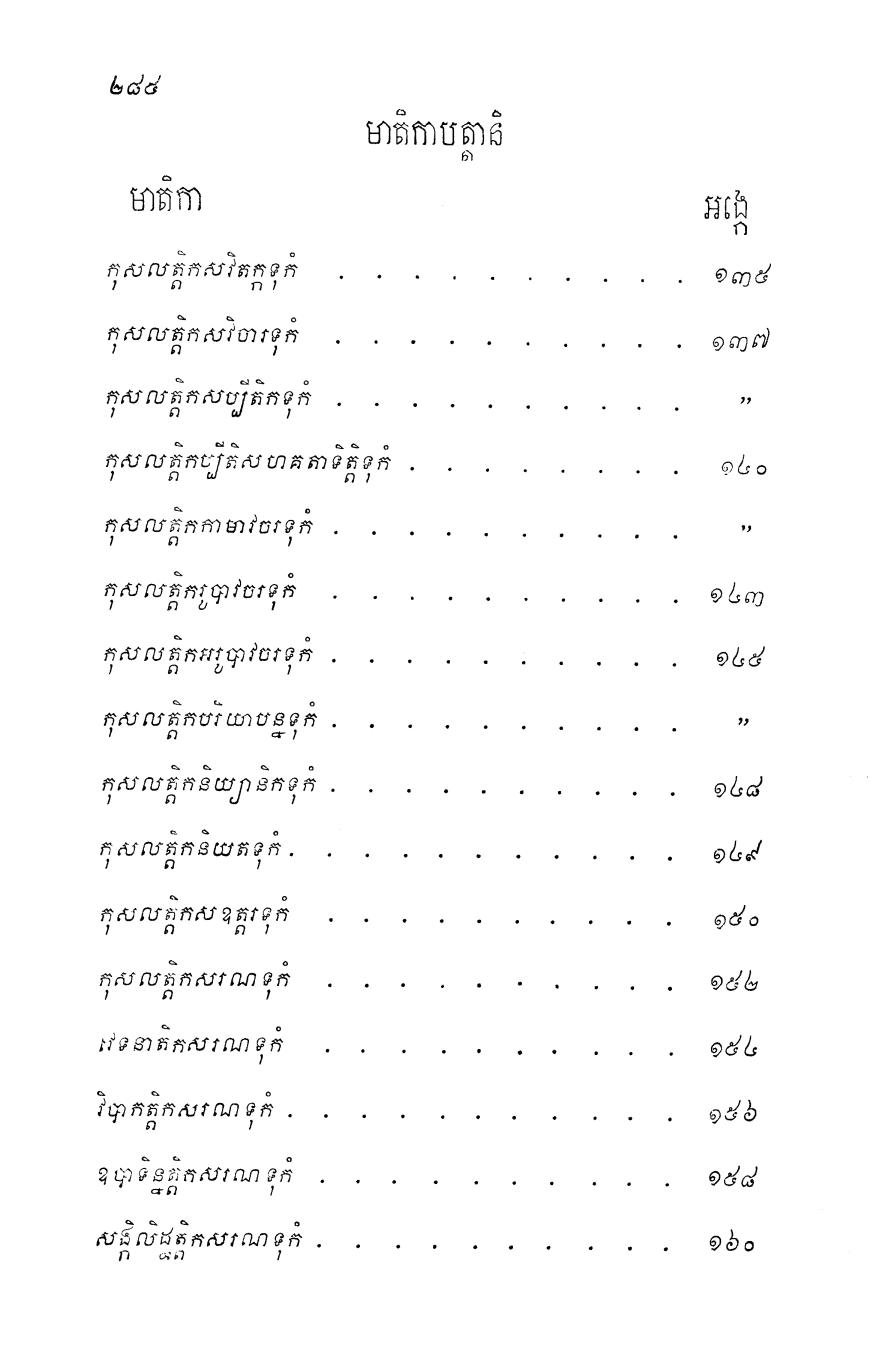 ២៨៥
មាតិកាបត្តានិ
មាតិកា អង្កេ
កុសលត្តិកសវិតក្កទុកំ . . . . . . . . . . ១៣៥
កុសលត្តិកសវិចារទុកំ . . . . . . . . . . ១៣៧
កុសលត្តិកសប្បីតិកទុកំ . . . . . . . . . . ”
កុសលត្តិកប្បីតិសហគតាទិត្តិទុកំ . . . . . . . . ១៤០
កុសលត្តិកកាមាវចរទុកំ . . . . . . . . . . ”
កុសលត្តិករូបាវចរទុកំ . . . . . . . . . . ១៤៣
កុសលត្តិកអរូបាវចរទុកំ . . . . . . . . . . ១៤៥
កុសលត្តិកបរិយាបន្នទុកំ . . . . . . . . . . ”
កុសលត្តិកនិយ្យានិកទុកំ . . . . . . . . . . ១៤៨
កុសលត្តិកនិយតទុកំ . . . . . . . . . . . ១៤៩
កុសលត្តិកសឧត្តរទុកំ . . . . . . . . . . ១៥០
កុសលត្តិកសរណទុកំ . . . . . . . . . . ១៥២
វេទនាតិកសរណទុកំ . . . . . . . . . . ១៥៤
វិបាកត្តិកសរណទុកំ . . . . . . . . . . . ១៥៦
ឧបាទិន្នត្តិកសរណទុកំ . . . . . . . . . . ១៥៨
សង្កិលិដ្ឋត្តិកសរណទុកំ . . . . . . . . . . ១៦០